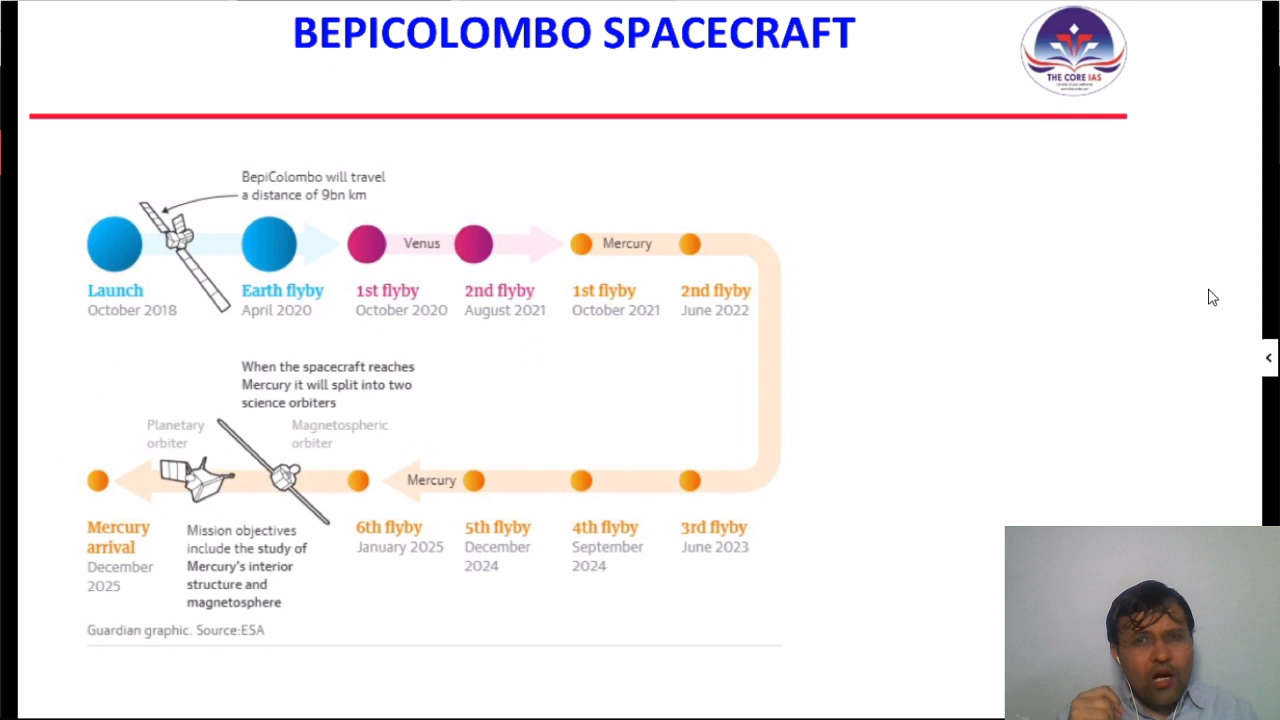 BEPICOLOMBO SPACECRAFT
THE CORE IAS
BepiColombo will travel
a distance of 9bn km
Venus
Mercury
Launch
October 2018
Earth flyby
April 2020
1st flyby
October 2020
2nd flyby
August 2021
1st flyby
October 2021
2nd flyby
June 2022
When the spacecraft reaches
Mercury it will split into two
science orbiters
Planetary
orbiter
Magnetospheric
orbiter
Mercury
Mercury
arrival
December
2025
Mission objectives
include the study of
Mercury's interior
structure and
magnetosphere
6th flyby
January 2025
5th flyby
December
2024
4th flyby
September
2024
3rd flyby
June 2023
Guardian graphic. Source:ESA